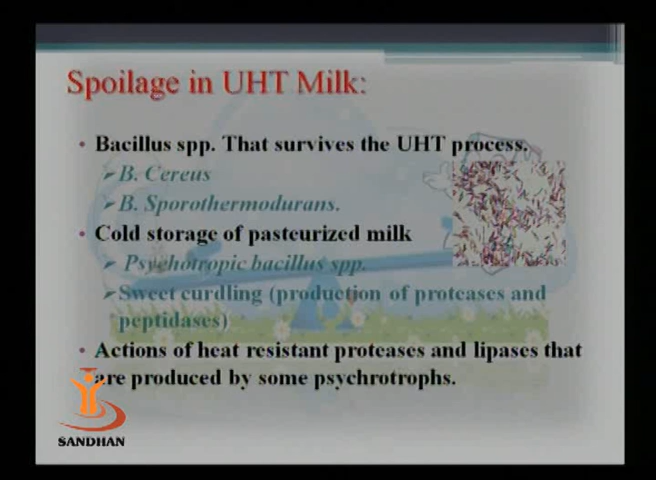 Spoilage in UHT Milk:
• Bacillus spp. That survives the UHT process.
➢B. Cereus
➢B. Sporothermodurans.
• Cold storage of pasteurized milk
➢ Psychotropic bacillus spp.
➢Sweet curdling (production of proteases and
peptidases)
• Actions of heat resistant proteases and lipases that
are produced by some psychrotrophs.
SANDHAN